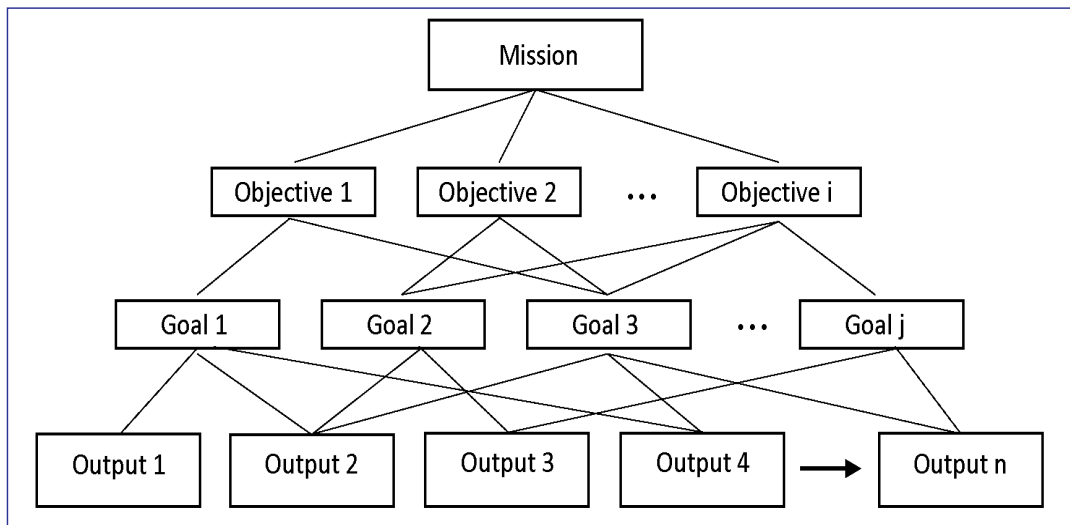 Mission
Objective 1
Objective 2
...
Objective i
Goal 1
Goal 2
Goal 3
...
Goal j
Output 1
Output 2
Output 3
Output 4
Output n